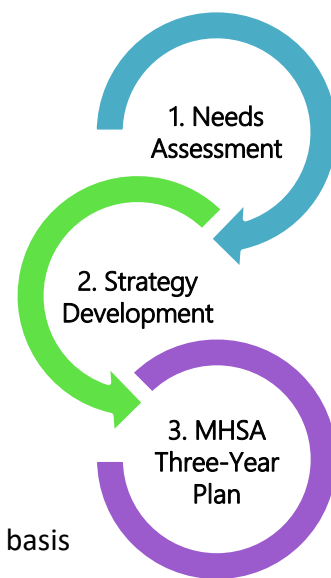 1. Needs
Assessment
2. Strategy
Development
3. MHSA
Three-Year
Plan
basis